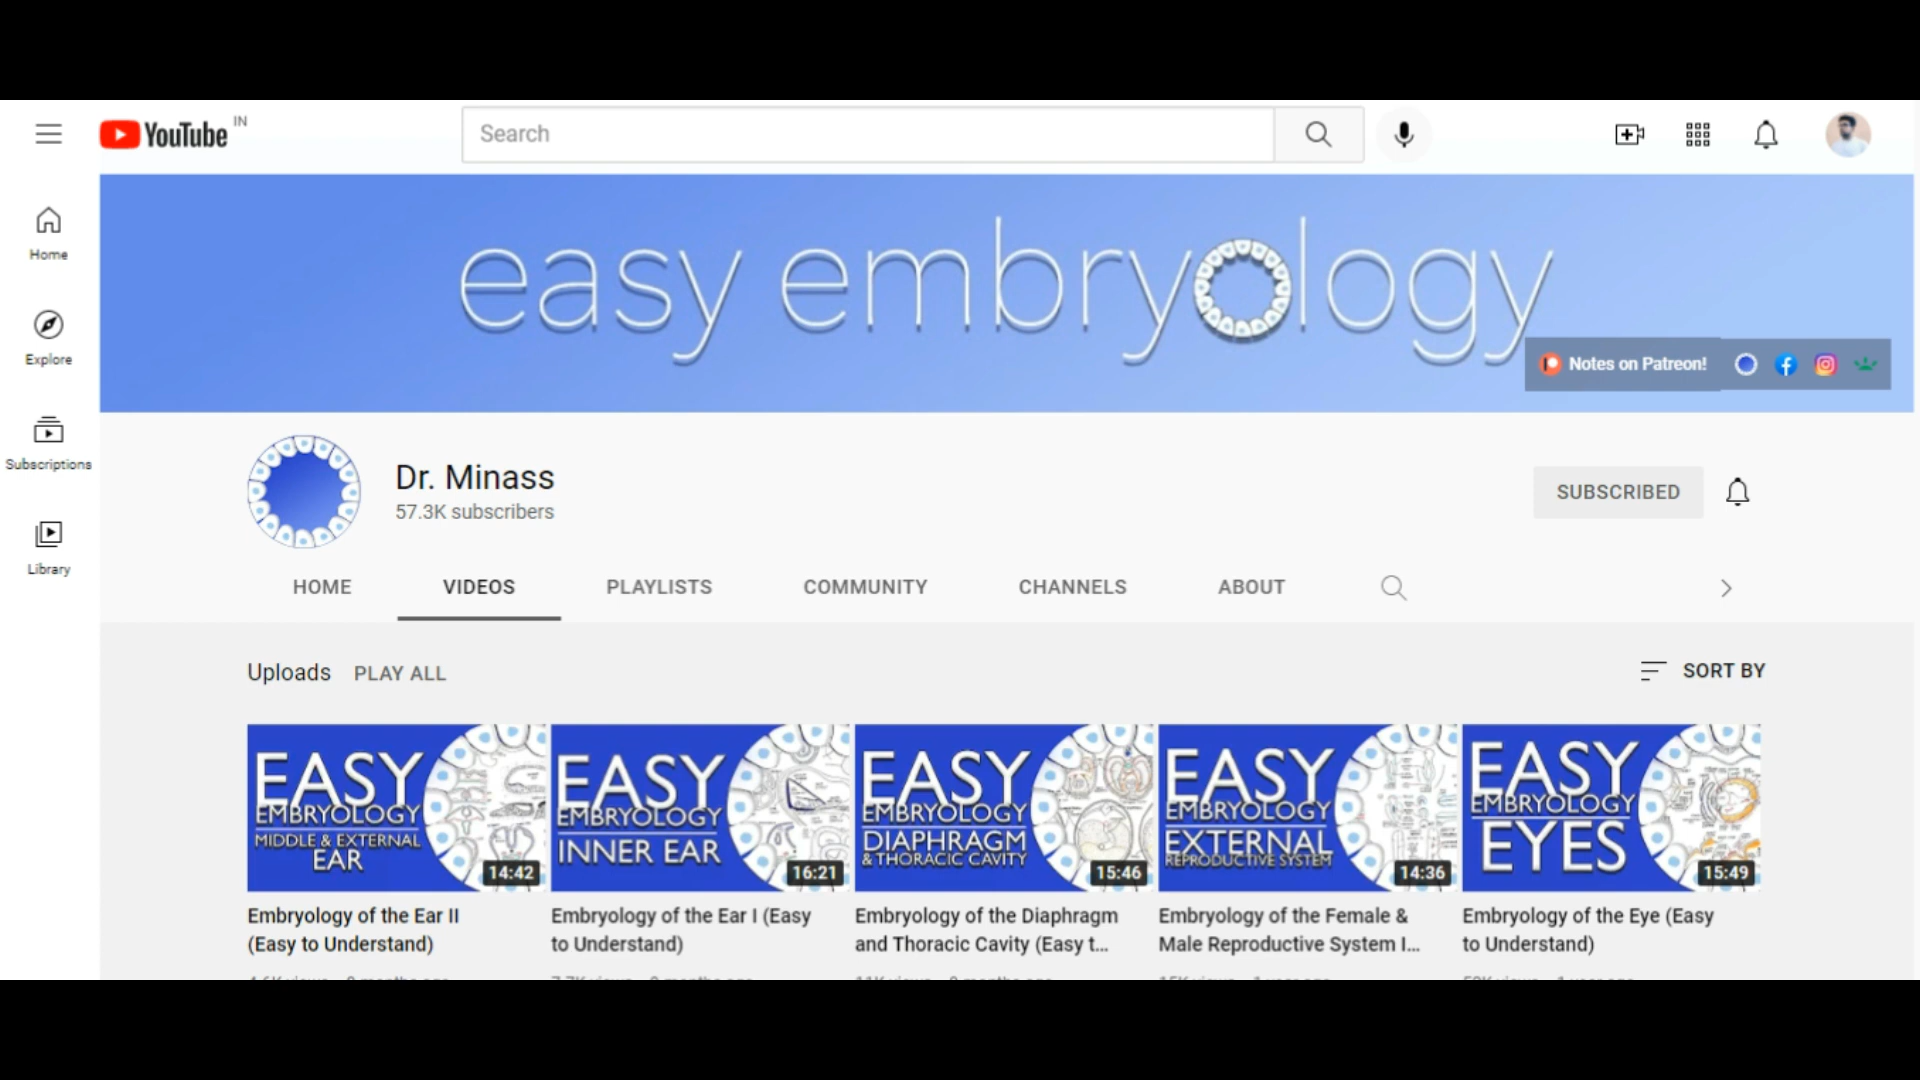 YouTube IN
Search
Home
Explore
Subscriptions
Library
easy embryology
Notes on Patreon!
Dr. Minass
57.3K subscribers
SUBSCRIBED
HOME VIDEOS PLAYLISTS COMMUNITY CHANNELS ABOUT
Uploads PLAY ALL
SORT BY
EASY
EMBRYOLOGY
MIDDLE & EXTERNAL
EAR
14:42
Embryology of the Ear II
(Easy to Understand)
EASY
EMBRYOLOGY
INNER EAR
16:21
Embryology of the Ear I (Easy
to Understand)
EASY
EMBRYOLOGY
DIAPHRAGM
& THORACIC CAVITY
15:46
Embryology of the Diaphragm
and Thoracic Cavity (Easy t...
EASY
EMBRYOLOGY
EXTERNAL
REPRODUCTIVE SYSTEM
14:36
Embryology of the Female &
Male Reproductive System I...
EASY
EMBRYOLOGY
EYES
15:49
Embryology of the Eye (Easy
to Understand)